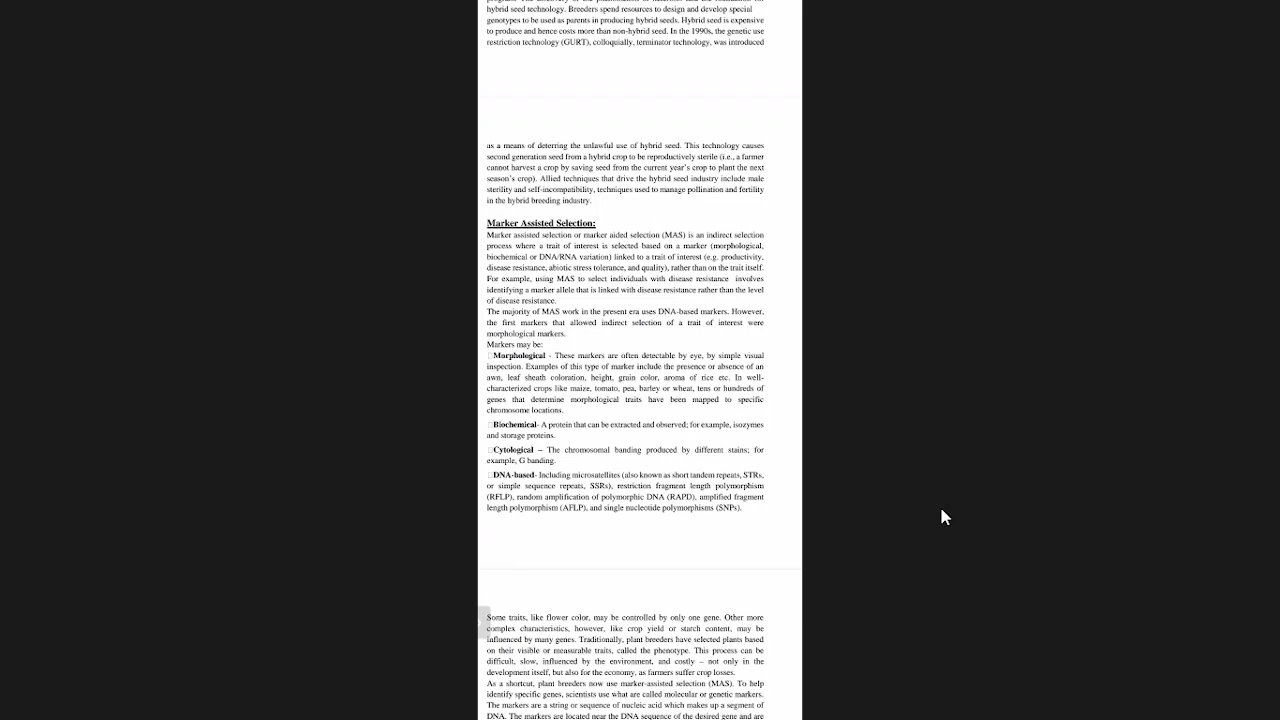 hybrid seed technology. Breeders spend resources to design and develop special
genotypes to be used as parents in producing hybrid seeds. Hybrid seed is expensive
to produce and hence costs more than non-hybrid seed. In the 1990s, the genetic use
restriction technology (GURT), colloquially, terminator technology, was introduced
as a means of deterring the unlawful use of hybrid seed. This technology causes
second generation seed from a hybrid crop to be reproductively sterile (i.e., a farmer
cannot harvest a crop by saving seed from the current year's crop to plant the next
season's crop). Allied techniques that drive the hybrid seed industry include male
sterility and self-incompatibility, techniques used to manage pollination and fertility
in the hybrid breeding industry.
Marker Assisted Selection:
Marker assisted selection or marker aided selection (MAS) is an indirect selection
process where a trait of interest is selected based on a marker (morphological,
biochemical or DNA/RNA variation) linked to a trait of interest (e.g. productivity,
disease resistance, abiotic stress tolerance, and quality), rather than on the trait itself.
For example, using MAS to select individuals with disease resistance involves
identifying a marker allele that is linked with disease resistance rather than the level
of disease resistance.
The majority of MAS work in the present era uses DNA-based markers. However,
the first markers that allowed indirect selection of a trait of interest were
morphological markers.
Markers may be:
Morphological - These markers are often detectable by eye, by simple visual
inspection. Examples of this type of marker include the presence or absence of an
awn, leaf sheath coloration, height, grain color, aroma of rice etc. In well-
characterized crops like maize, tomato, pea, barley or wheat, tens or hundreds of
genes that determine morphological traits have been mapped to specific
chromosome locations.
Biochemical- A protein that can be extracted and observed; for example, isozymes
and storage proteins.
Cytological – The chromosomal banding produced by different stains; for
example, G banding.
DNA-based- Including microsatellites (also known as short tandem repeats, STRs,
or simple sequence repeats, SSRs), restriction fragment length polymorphism
(RFLP), random amplification of polymorphic DNA (RAPD), amplified fragment
length polymorphism (AFLP), and single nucleotide polymorphisms (SNPs).
Some traits, like flower color, may be controlled by only one gene. Other more
complex characteristics, however, like crop yield or starch content, may be
influenced by many genes. Traditionally, plant breeders have selected plants based
on their visible or measurable traits, called the phenotype. This process can be
difficult, slow, influenced by the environment, and costly – not only in the
development itself, but also for the economy, as farmers suffer crop losses.
As a shortcut, plant breeders now use marker-assisted selection (MAS). To help
identify specific genes, scientists use what are called molecular or genetic markers.
The markers are a string or sequence of nucleic acid which makes up a segment of
DNA. The markers are located near the DNA sequence of the desired gene and are